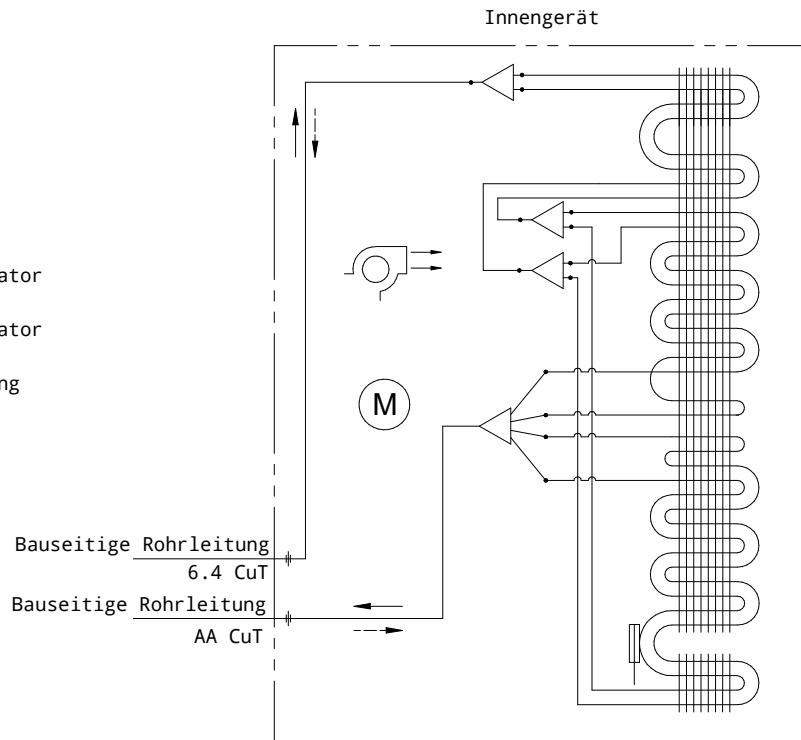 Innengerät
ator
ator
ng
M
Bauseitige Rohrleitung
6.4 CuT
Bauseitige Rohrleitung
AA CuT